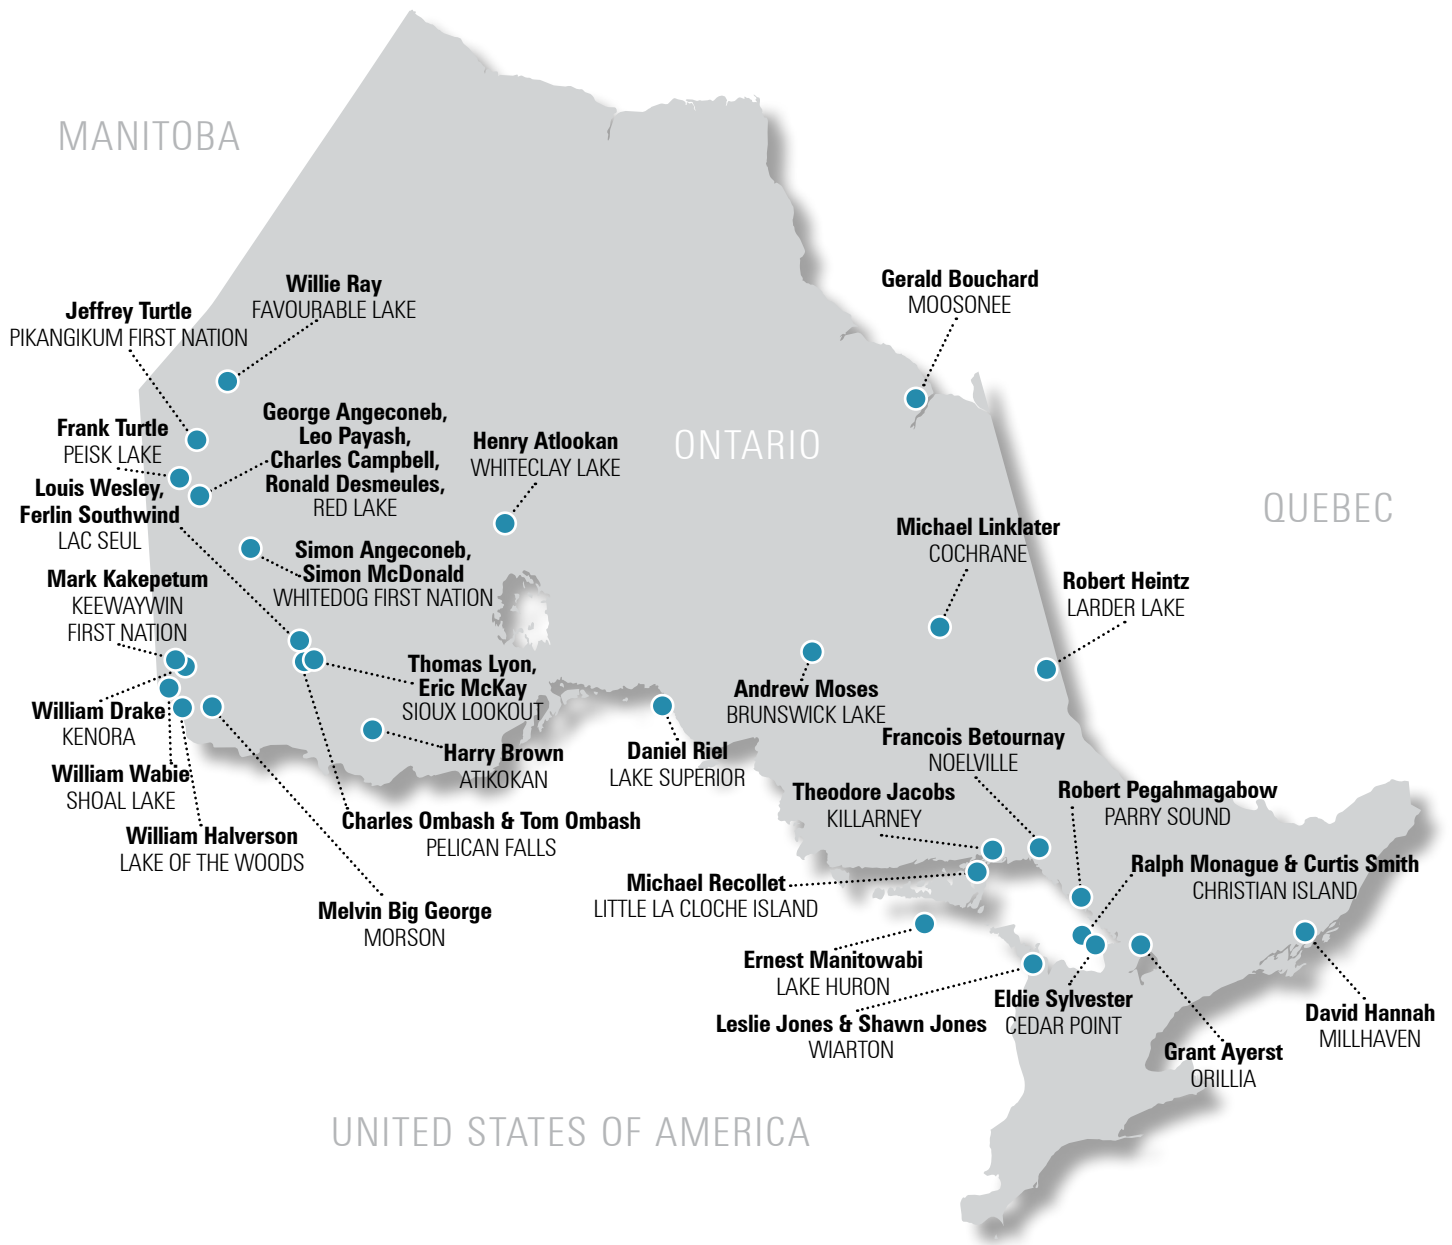 MANITOBA
Willie Ray
FAVOURABLE LAKE
Gerald Bouchard
MOOSONEE
Jeffrey Turtle
PIKANGIKUM FIRST NATION
George Angeconeb,
Leo Payash,
Charles Campbell,
Ronald Desmeules,
RED LAKE
Frank Turtle
PEISK LAKE
Henry Atlookan
WHITECLAY LAKE
ONTARIO
QUEBEC
Louis Wesley,
Ferlin Southwind
LAC SEUL
Michael Linklater
COCHRANE
Simon Angeconeb,
Simon McDonald
WHITEDOG FIRST NATION
Mark Kakepetum
KEEWAYWIN
FIRST NATION
Robert Heintz
LARDER LAKE
Thomas Lyon,
Eric McKay
SIOUX LOOKOUT
Andrew Moses
BRUNSWICK LAKE
William Drake
KENORA
Francois Betournay
NOELVILLE
Harry Brown
ATIKOKAN
Daniel Riel
LAKE SUPERIOR
William Wabie
SHOAL LAKE
Theodore Jacobs
KILLARNEY
Robert Pegahmagabow
PARRY SOUND
Charles Ombash & Tom Ombash
PELICAN FALLS
William Halverson
LAKE OF THE WOODS
Ralph Monague & Curtis Smith
CHRISTIAN ISLAND
Michael Recollet
LITTLE LA CLOCHE ISLAND
Melvin Big George
MORSON
Ernest Manitowabi
LAKE HURON
Eldie Sylvester
CEDAR POINT
David Hannah
MILLHAVEN
Leslie Jones & Shawn Jones
WIARTON
Grant Ayerst
ORILLIA
UNITED STATES OF AMERICA